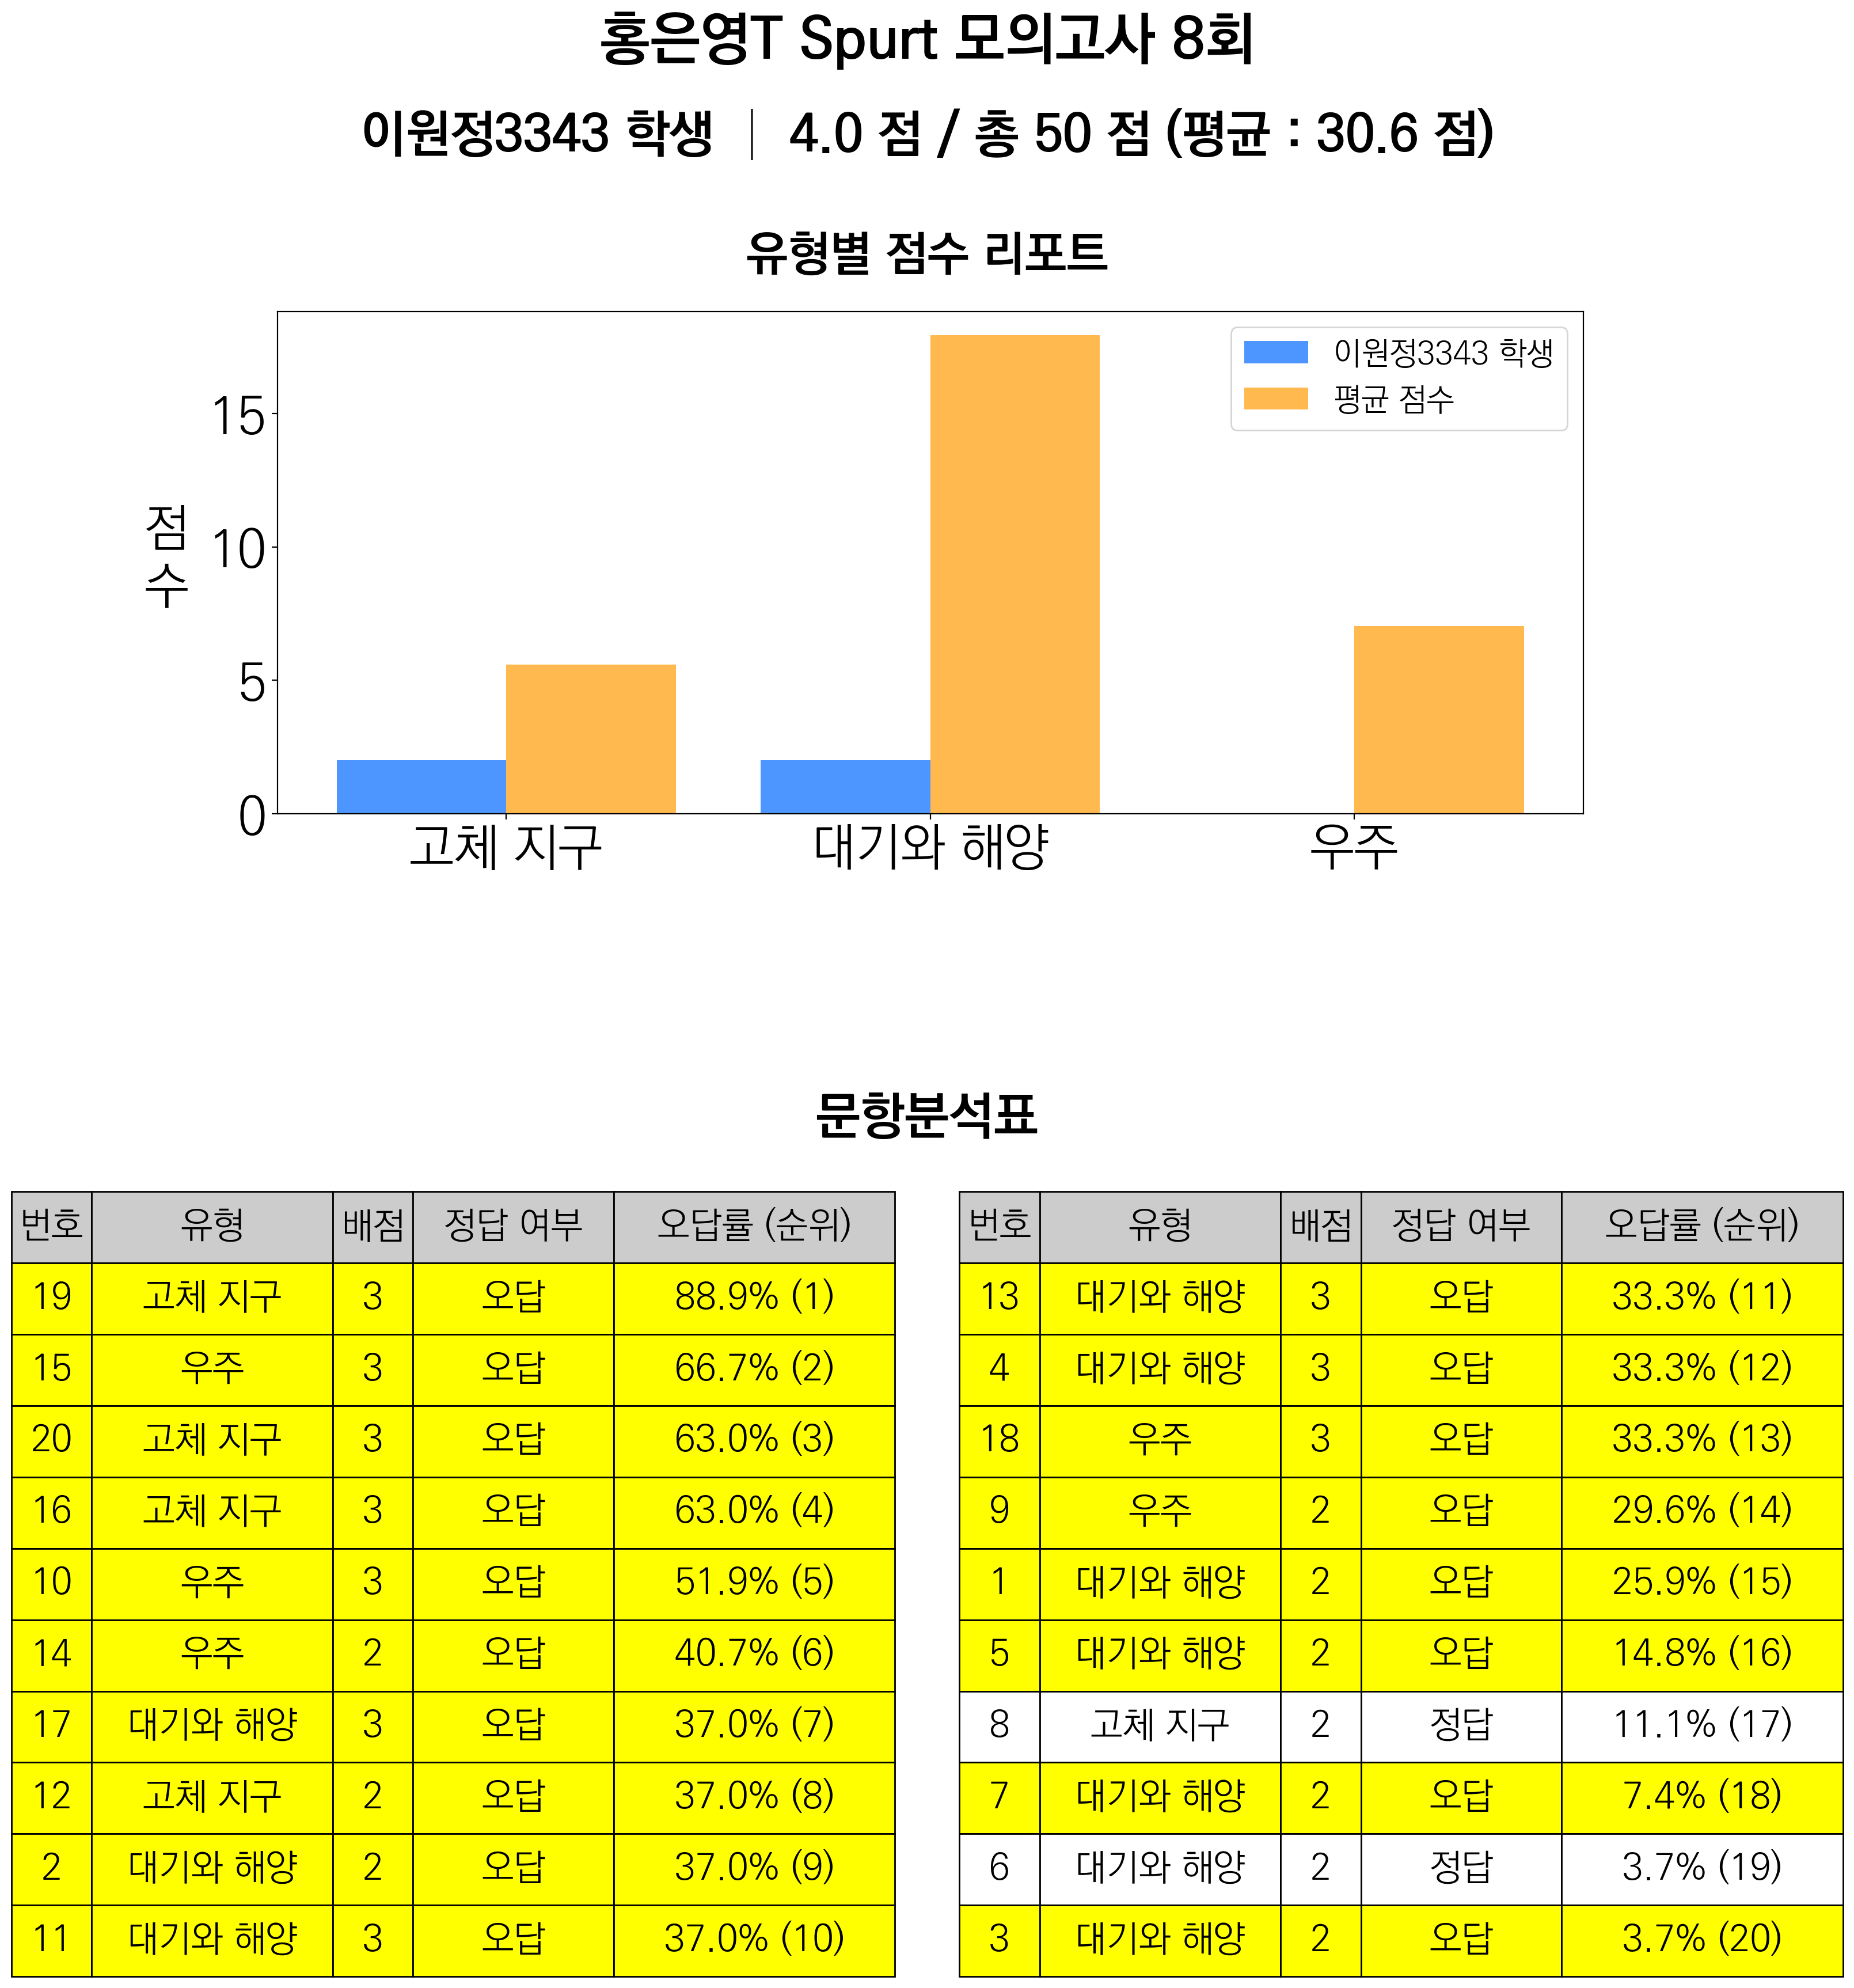 홍은영T Spurt 모의고사 8회
이원정3343 학생 | 4.0 점 / 총 50 점 (평균 : 30.6 점)
유형별 점수 리포트
이원정3343 학생
평균 점수
점
수
15
10
5
0
고체 지구 대기와 해양 우주
문항분석표
번호 유형 배점 정답 여부 오답률 (순위)
19 고체 지구 3 오답 88.9% (1)
15 우주 3 오답 66.7% (2)
20 고체 지구 3 오답 63.0% (3)
16 고체 지구 3 오답 63.0% (4)
10 우주 3 오답 51.9% (5)
14 우주 2 오답 40.7% (6)
17 대기와 해양 3 오답 37.0% (7)
12 고체 지구 2 오답 37.0% (8)
2 대기와 해양 2 오답 37.0% (9)
11 대기와 해양 3 오답 37.0% (10)
번호 유형 배점 정답 여부 오답률 (순위)
13 대기와 해양 3 오답 33.3% (11)
4 대기와 해양 3 오답 33.3% (12)
18 우주 3 오답 33.3% (13)
9 우주 2 오답 29.6% (14)
1 대기와 해양 2 오답 25.9% (15)
5 대기와 해양 2 오답 14.8% (16)
8 고체 지구 2 정답 11.1% (17)
7 대기와 해양 2 오답 7.4% (18)
6 대기와 해양 2 정답 3.7% (19)
3 대기와 해양 2 오답 3.7% (20)